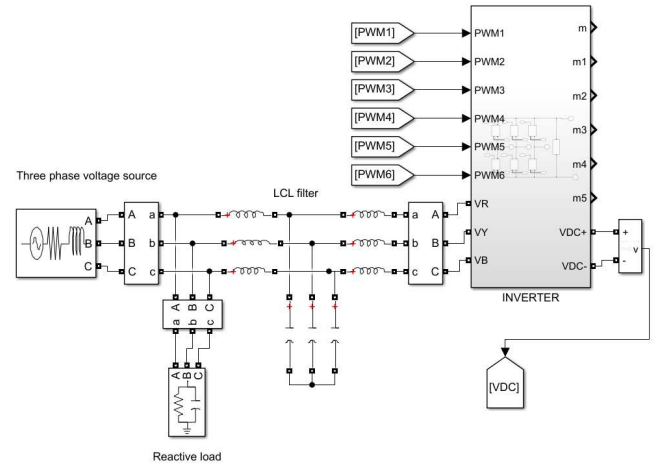 [PWM1]
[PWM2]
[PWM3]
[PWM4]
[PWM5]
[PWM6]
PWM1
PWM2
PWM3
PWM4
PWM5
PWM6
VR
VY
VB
m
m1
m2
m3
m4
m5
VDC+
VDC-
INVERTER
+
v
-
[VDC]
Three phase voltage source
A
B
C
A a
B b
C c
LCL filter
+ +
+ +
+ +
a A
b B
c C
+ + +
A B C
a b c
A B C
Reactive load